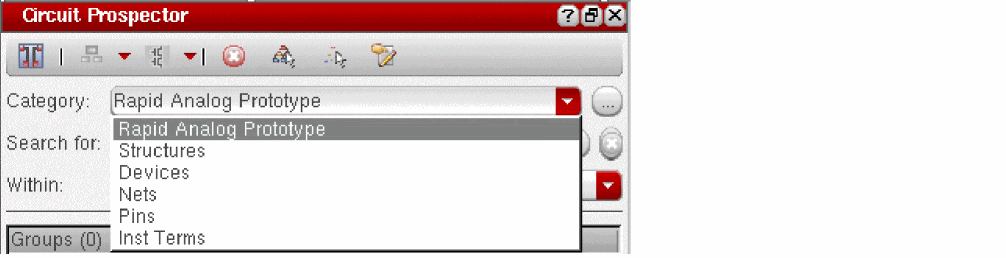 Circuit Prospector
Category: Rapid Analog Prototype ...
Rapid Analog Prototype
Search for:
Structures
Devices
Within:
Nets
Pins
Groups (0)
Inst Terms